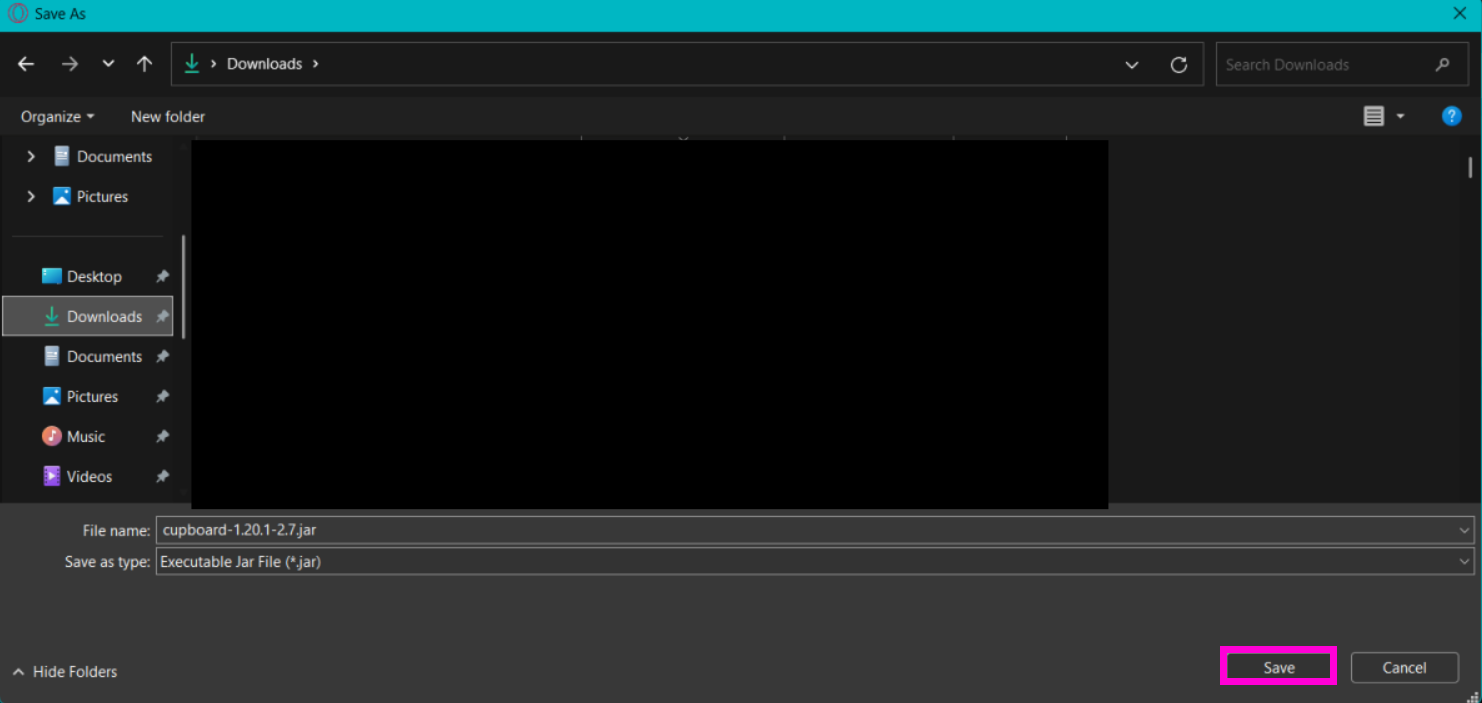 Save As
Downloads
Search Downloads
Organize
New folder
?
Documents
Pictures
Desktop
Downloads
Documents
Pictures
Music
Videos
File name: cupboard-1.20.1-2.7.jar
Save as type: Executable Jar File (*.jar)
Hide Folders
Save
Cancel